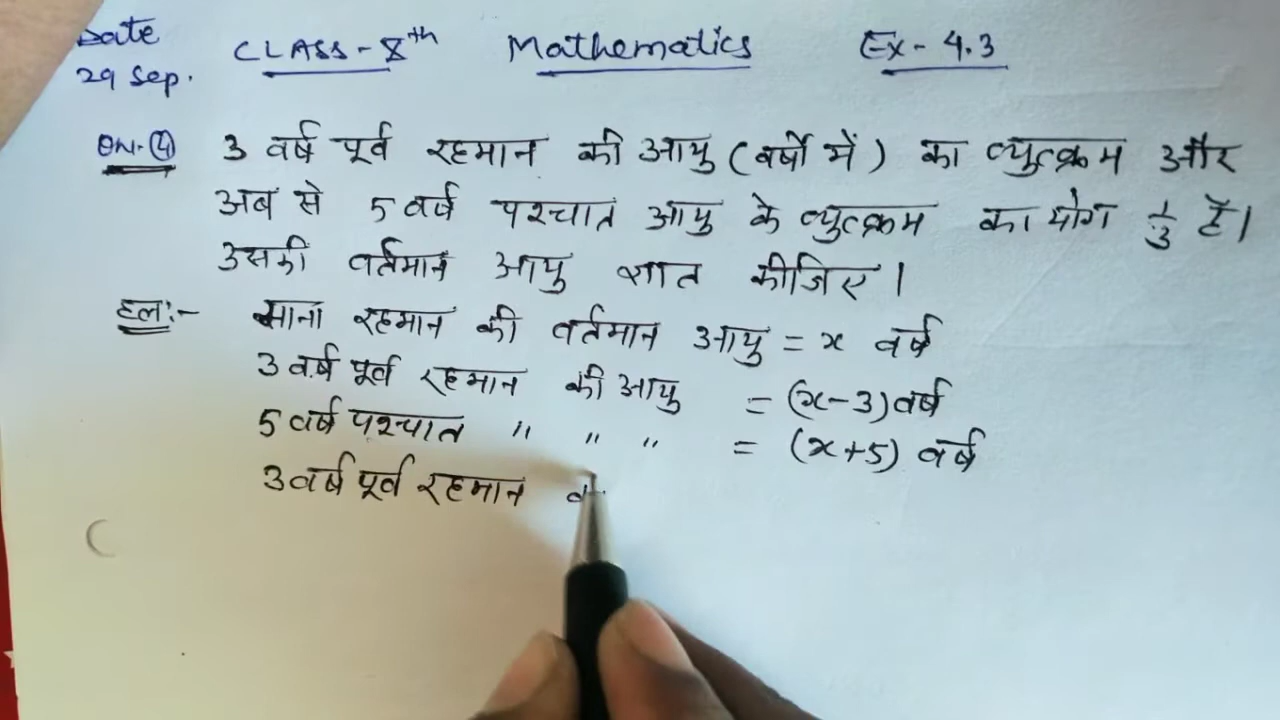 Date
29 Sep.
CLASS-8th Mathematics Ex-4.3
QN.④ 3 वर्ष पूर्व रहमान की आयु (वर्षो में) का व्युत्क्रम और
अब से 5 वर्ष पश्चात आयु के व्युत्क्रम का योग 1/3 है।
उसकी वर्तमान आयु ज्ञात कीजिए।
हल:- माना रहमान की वर्तमान आयु = x वर्ष
3 वर्ष पूर्व रहमान की आयु = (x-3) वर्ष
5 वर्ष पश्चात " " " = (x+5) वर्ष
3 वर्ष पूर्व रहमान